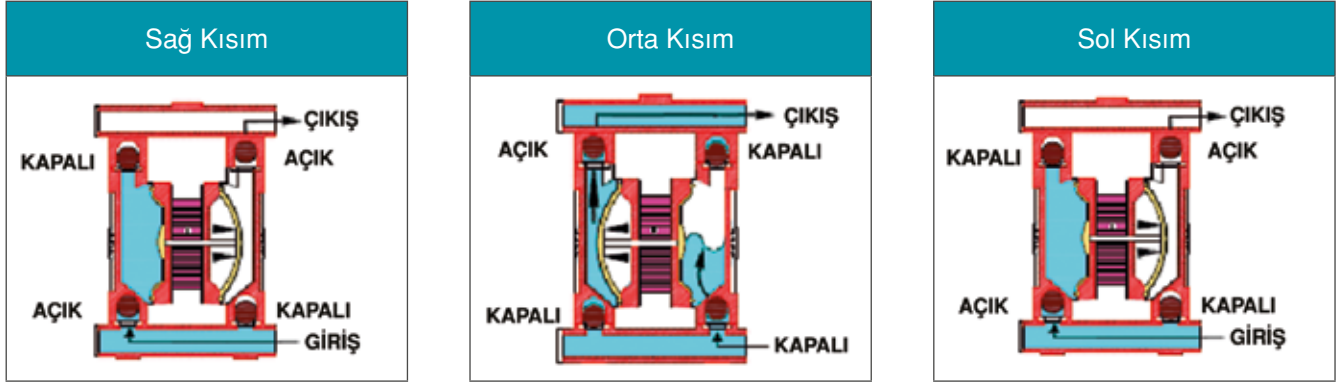 Sağ Kısım
ÇIKIŞ
KAPALI
AÇIK
AÇIK
KAPALI
GİRİŞ
Orta Kısım
ÇIKIŞ
AÇIK
KAPALI
KAPALI
KAPALI
Sol Kısım
ÇIKIŞ
KAPALI
AÇIK
AÇIK
KAPALI
GİRİŞ